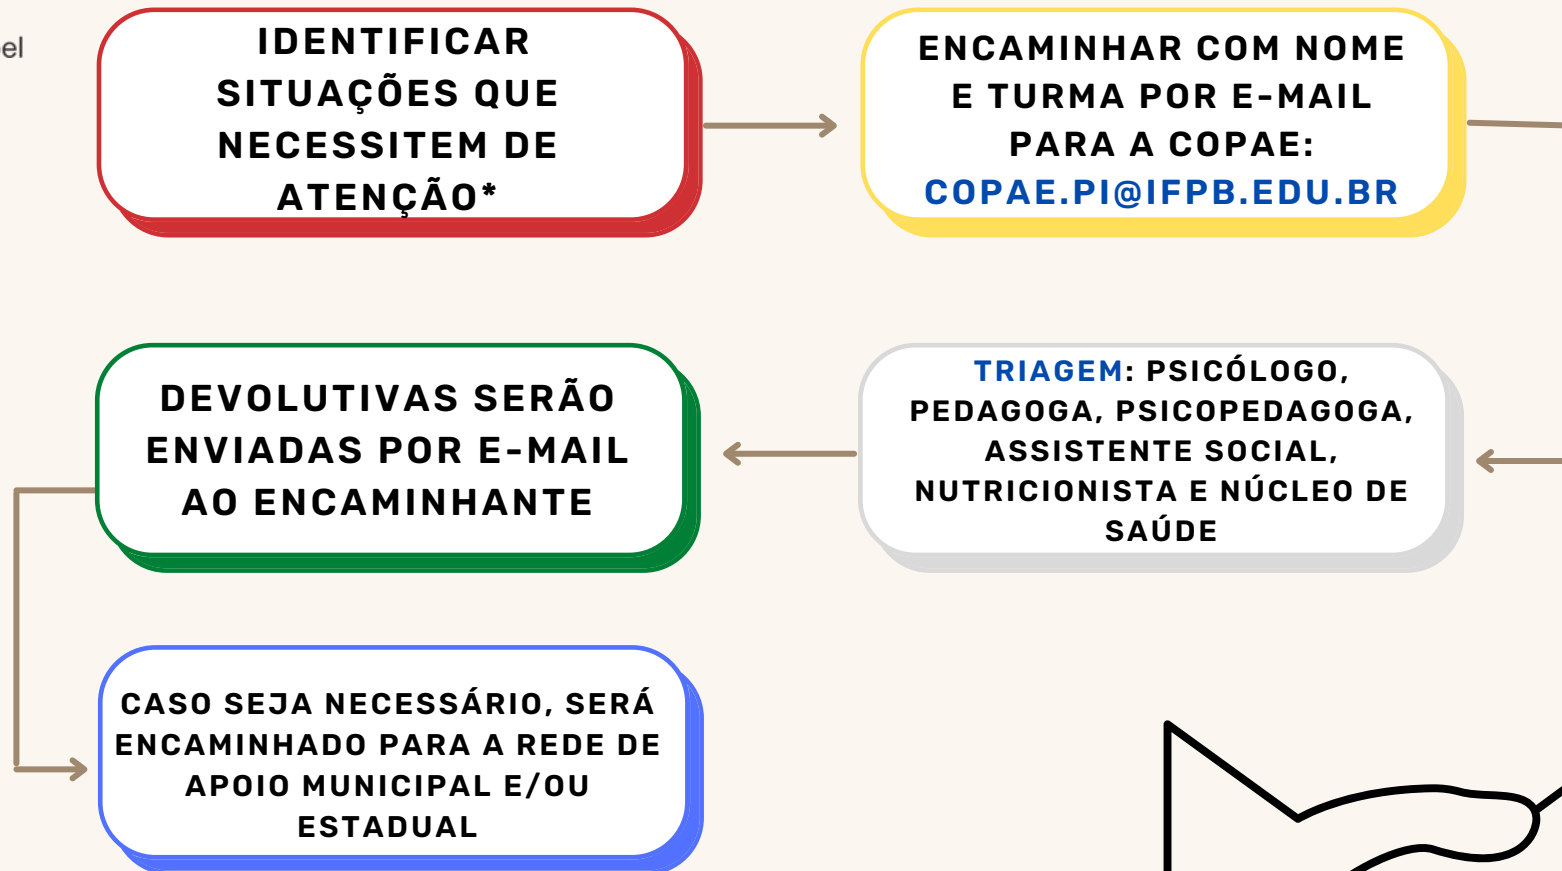 el
IDENTIFICAR
SITUAÇÕES QUE
NECESSITEM DE
ATENÇÃO*
ENCAMINHAR COM NOME
E TURMA POR E-MAIL
PARA A COPAE:
COPAE.PI@IFPB.EDU.BR
TRIAGEM: PSICÓLOGO,
PEDAGOGA, PSICOPEDAGOGA,
ASSISTENTE SOCIAL,
NUTRICIONISTA E NÚCLEO DE
SAÚDE
DEVOLUTIVAS SERÃO
ENVIADAS POR E-MAIL
AO ENCAMINHANTE
CASO SEJA NECESSÁRIO, SERÁ
ENCAMINHADO PARA A REDE DE
APOIO MUNICIPAL E/OU
ESTADUAL